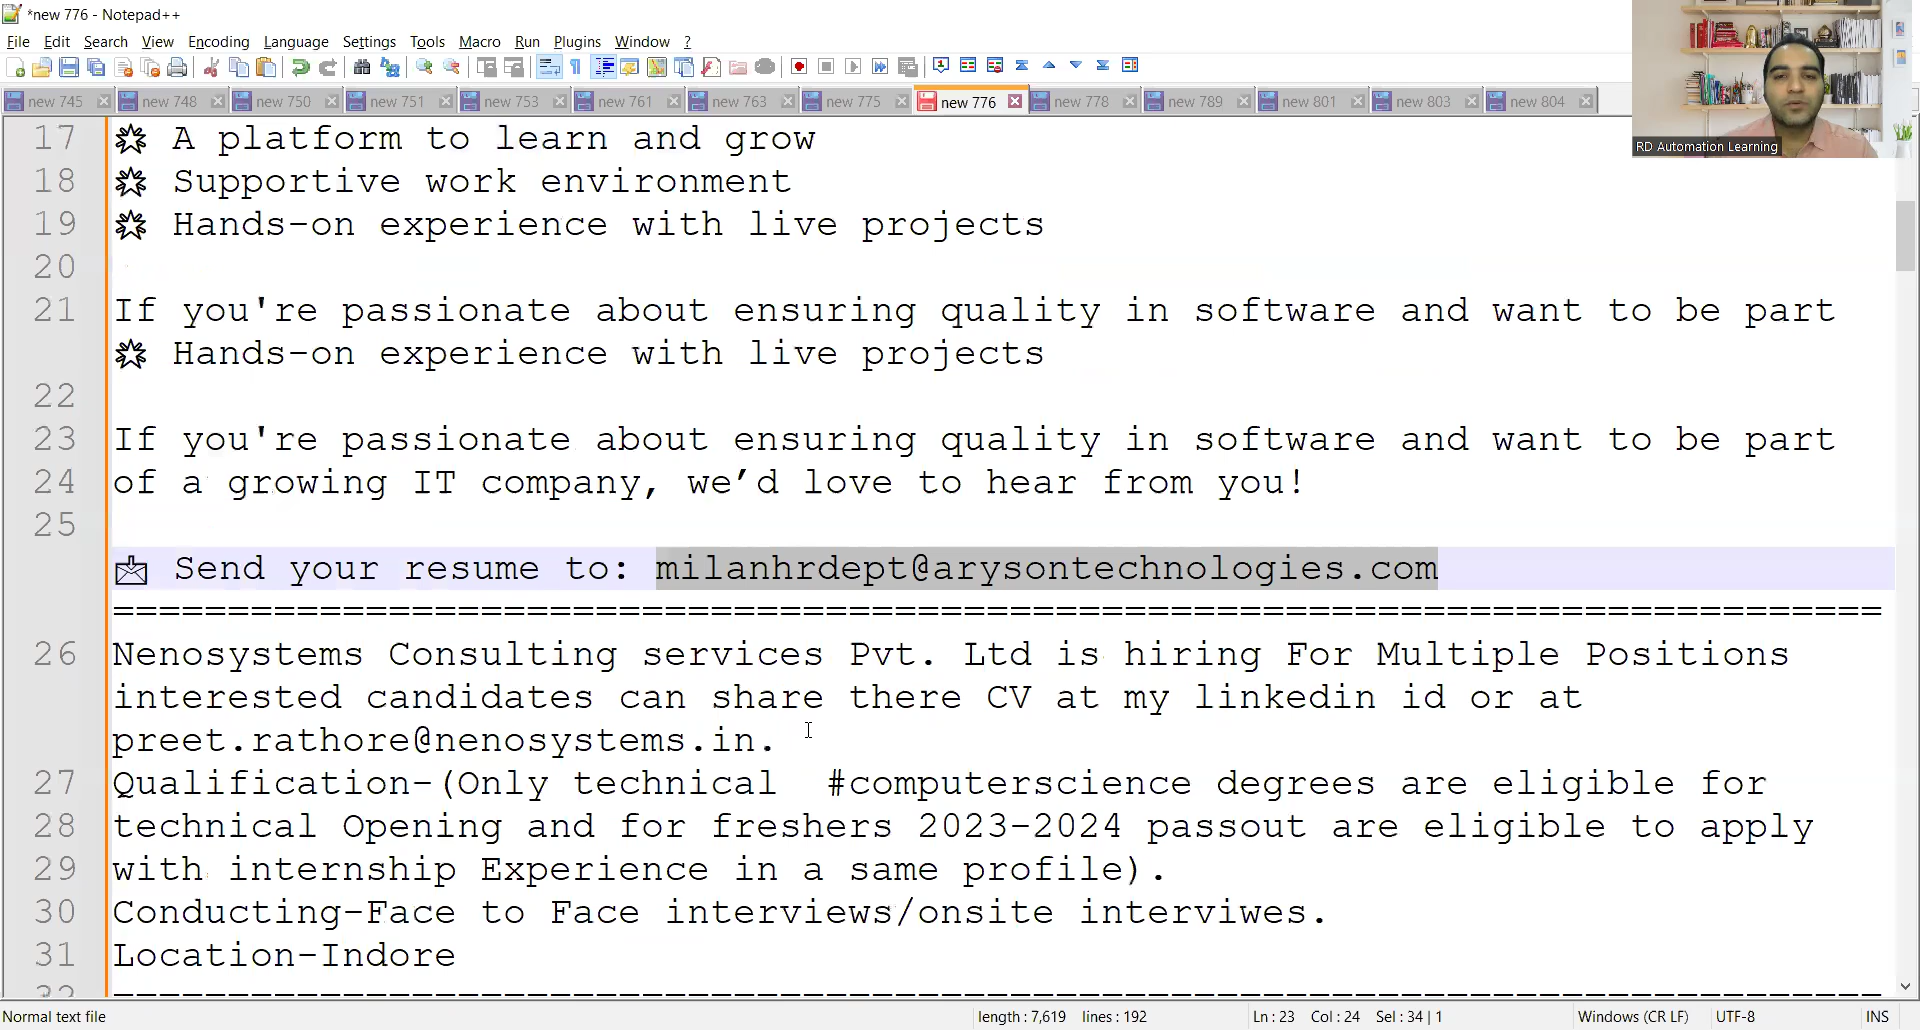 *new 776 - Notepad++
File Edit Search View Encoding Language Settings Tools Macro Run Plugins Window ?
new 745 new 748 new 750 new 751 new 753 new 761 new 763 new 775 new 776 new 778 new 789 new 801 new 803 new 804
RD Automation Learning
17 A platform to learn and grow
18 Supportive work environment
19 Hands-on experience with live projects
20
21 If you're passionate about ensuring quality in software and want to be part
Hands-on experience with live projects
22
23 If you're passionate about ensuring quality in software and want to be part
24 of a growing IT company, we’d love to hear from you!
25
📩 Send your resume to: milanhrdept@arysontechnologies.com
=============================================================================
26 Nenosystems Consulting services Pvt. Ltd is hiring For Multiple Positions
interested candidates can share there CV at my linkedin id or at
preet.rathore@nenosystems.in.
27 Qualification-(Only technical  #computerscience degrees are eligible for
28 technical Opening and for freshers 2023-2024 passout are eligible to apply
29 with internship Experience in a same profile).
30 Conducting-Face to Face interviews/onsite interviwes.
31 Location-Indore
32 =============================================================================
Normal text file length : 7,619 lines : 192 Ln : 23 Col : 24 Sel : 34 | 1 Windows (CR LF) UTF-8 INS